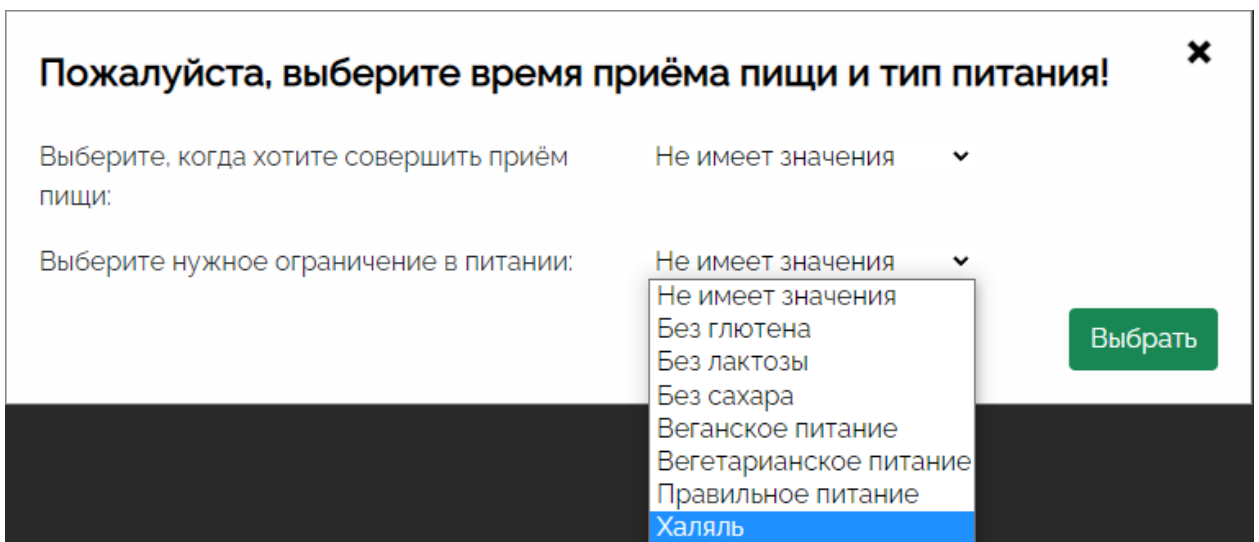 Пожалуйста, выберите время приёма пищи и тип питания!
Выберите, когда хотите совершить приём
пищи:
Не имеет значения
Выберите нужное ограничение в питании:
Не имеет значения
Не имеет значения
Без глютена
Без лактозы
Без сахара
Веганское питание
Вегетарианское питание
Правильное питание
Халяль
Выбрать